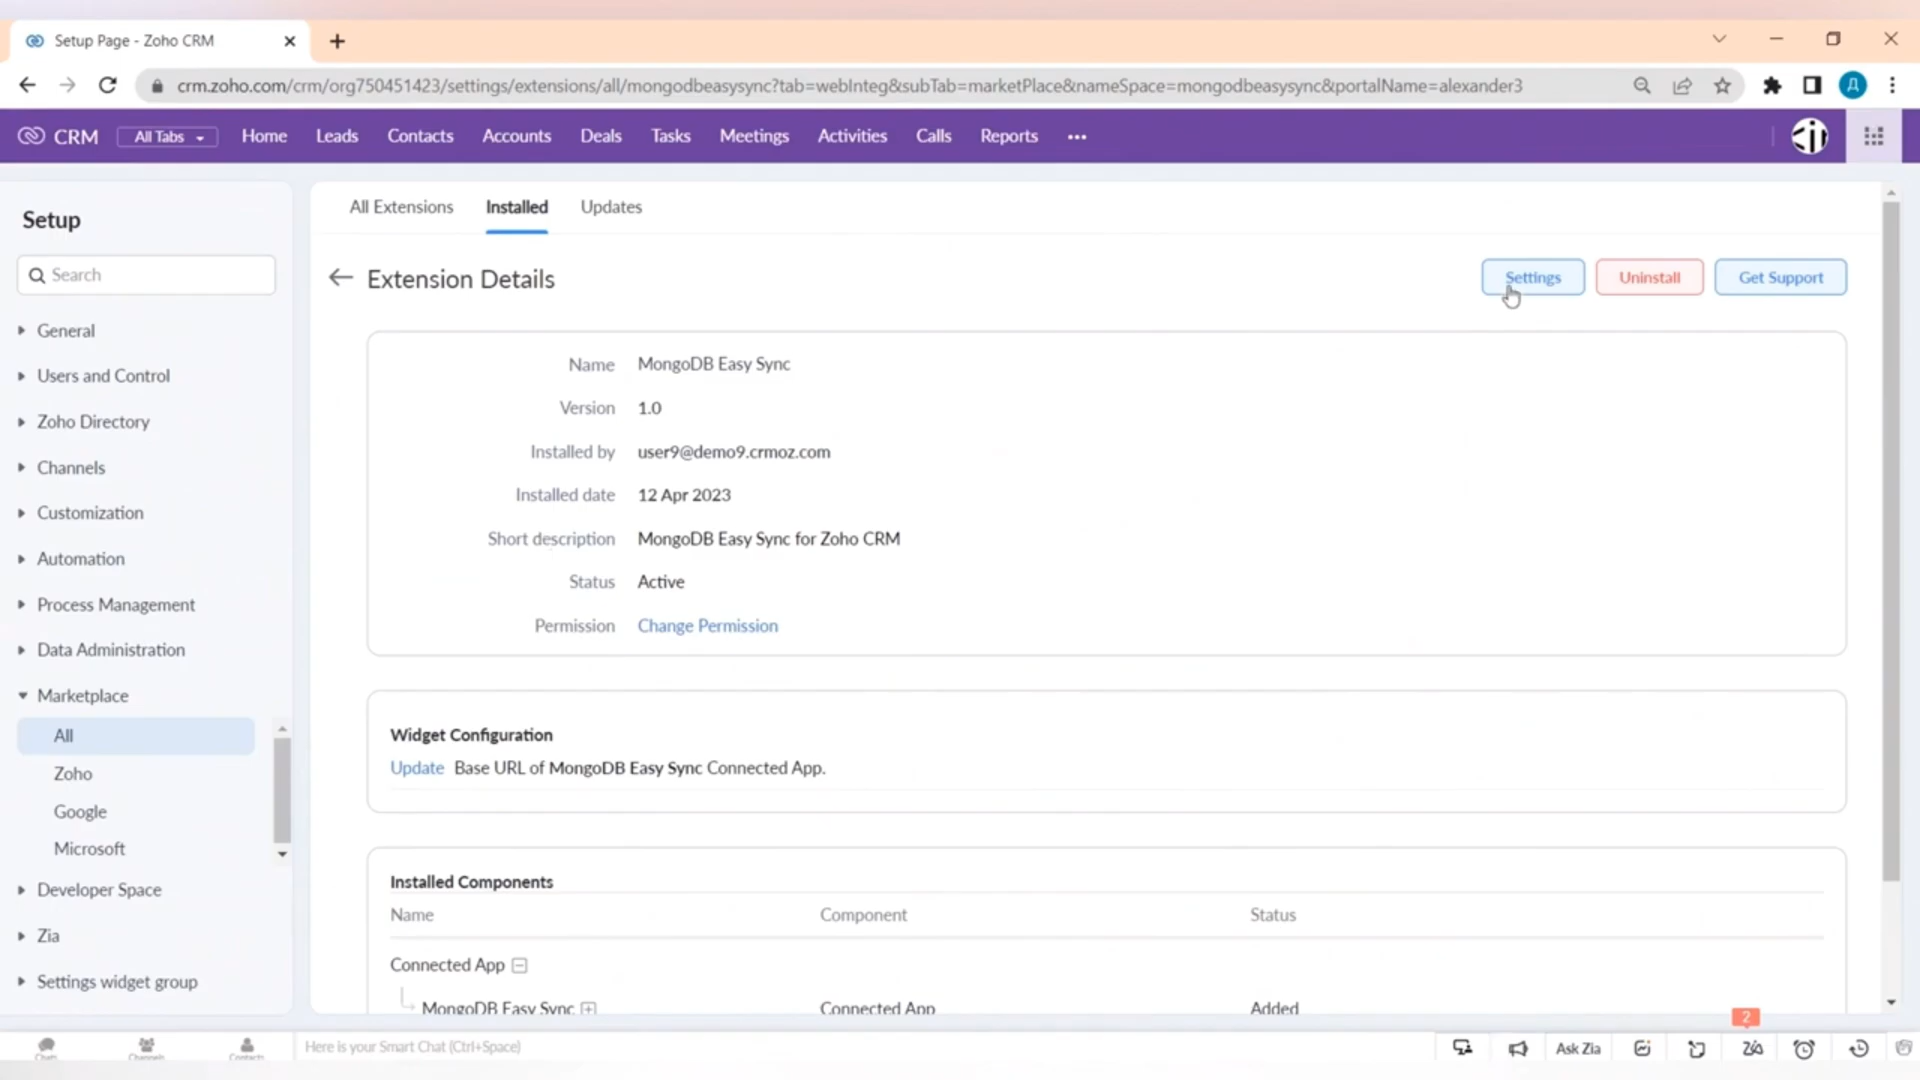 Setup Page - Zoho CRM
crm.zoho.com/crm/org750451423/settings/extensions/all/mongodbeasysync?tab=webInteg&subTab=marketPlace&nameSpace=mongodbeasysync&portalName=alexander3
CRM All Tabs Home Leads Contacts Accounts Deals Tasks Meetings Activities Calls Reports
Setup
Search
General
Users and Control
Zoho Directory
Channels
Customization
Automation
Process Management
Data Administration
Marketplace
All
Zoho
Google
Microsoft
Developer Space
Zia
Settings widget group
All Extensions Installed Updates
Extension Details
Settings Uninstall Get Support
Name MongoDB Easy Sync
Version 1.0
Installed by user9@demo9.crmoz.com
Installed date 12 Apr 2023
Short description MongoDB Easy Sync for Zoho CRM
Status Active
Permission Change Permission
Widget Configuration
Update Base URL of MongoDB Easy Sync Connected App.
Installed Components
Name Component Status
Connected App
MongoDB Easy Sync Connected App Added
2
Chats Channels Contacts Here is your Smart Chat (Ctrl+Space) Ask Zia